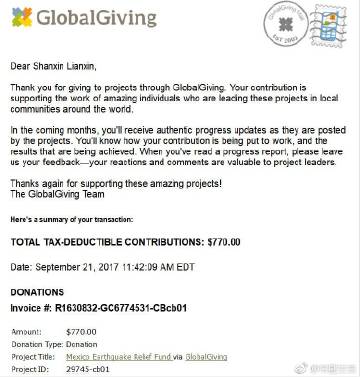 GlobalGiving
Dear Shanxin Lianxin,
Thank you for giving to projects through GlobalGiving. Your contribution is
supporting the work of amazing individuals who are leading these projects in local
communities around the world.
In the coming months, you'll receive authentic progress updates as they are posted
by the projects. You'll know how your contribution is being put to work, and the
results that are being achieved. When you've read a progress report, please leave
us your feedback—your reactions and comments are valuable to project leaders.
Thanks again for supporting these amazing projects!
The GlobalGiving Team
Here's a summary of your transaction:
TOTAL TAX-DEDUCTIBLE CONTRIBUTIONS: $770.00
Date: September 21, 2017 11:42:09 AM EDT
DONATIONS
Invoice #: R1630832-GC6774531-CBcb01
Amount: $770.00
Donation Type: Donation
Project Title: Mexico Earthquake Relief Fund via GlobalGiving
Project ID: 29745-cb01